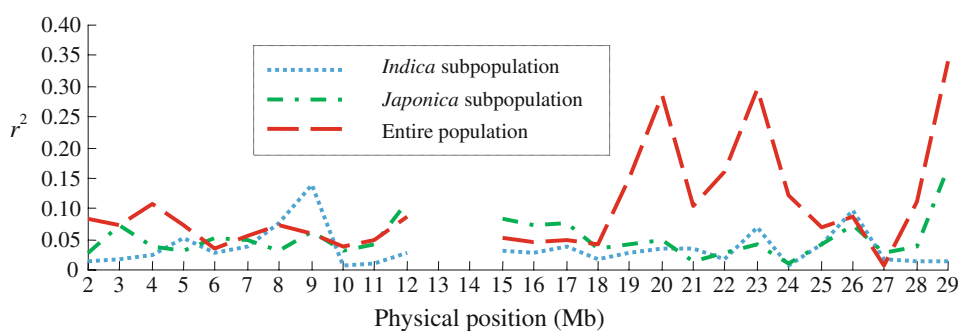 0.40
0.35
0.30
0.25
0.20
0.15
0.10
0.05
0
r²
Indica subpopulation
Japonica subpopulation
Entire population
2 3 4 5 6 7 8 9 10 11 12 13 14 15 16 17 18 19 20 21 22 23 24 25 26 27 28 29
Physical position (Mb)